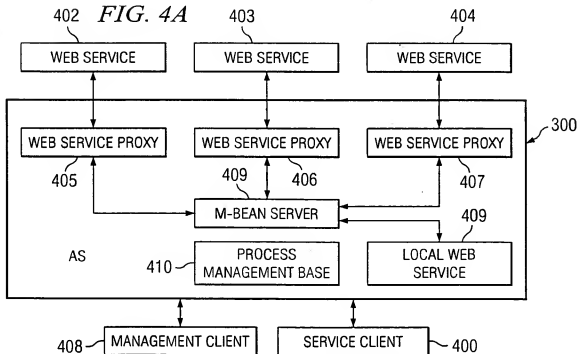 FIG. 4A
402 403 404
WEB SERVICE WEB SERVICE WEB SERVICE
300
WEB SERVICE PROXY WEB SERVICE PROXY WEB SERVICE PROXY
405 409 406 407
M-BEAN SERVER 409
AS
410 PROCESS MANAGEMENT BASE
LOCAL WEB SERVICE
408 MANAGEMENT CLIENT SERVICE CLIENT 400